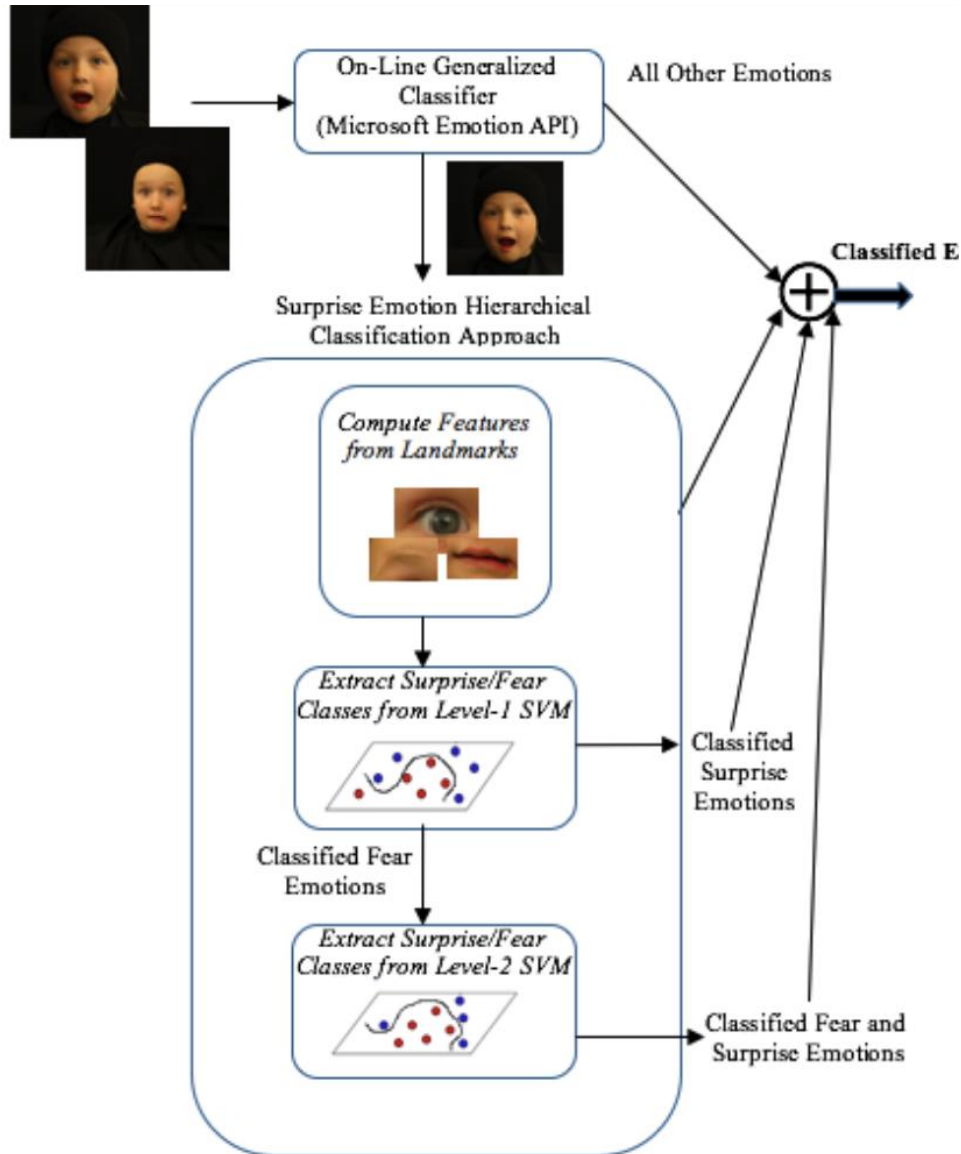 On-Line Generalized
Classifier
(Microsoft Emotion API)
All Other Emotions
Classified E
Surprise Emotion Hierarchical
Classification Approach
Compute Features
from Landmarks
Extract Surprise/Fear
Classes from Level-1 SVM
Classified
Surprise
Emotions
Classified Fear
Emotions
Extract Surprise/Fear
Classes from Level-2 SVM
Classified Fear and
Surprise Emotions